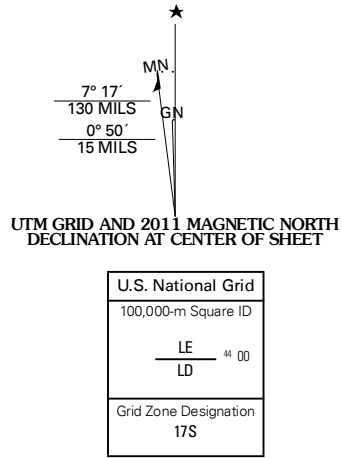 ★
MN
7° 17´
130 MILS
GN
0° 50´
15 MILS
UTM GRID AND 2011 MAGNETIC NORTH
DECLINATION AT CENTER OF SHEET
U.S. National Grid
100,000-m Square ID
LE
44 00
LD
Grid Zone Designation
17S